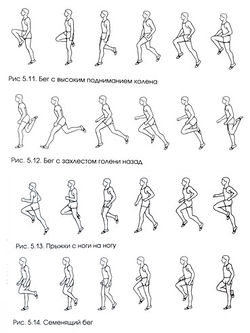 Рис 5.11. Бег с высоким подниманием колена
Рис. 5.12. Бег с захлестом голени назад
Рис. 5.13. Прыжки с ноги на ногу
Рис. 5.14. Семенящий бег